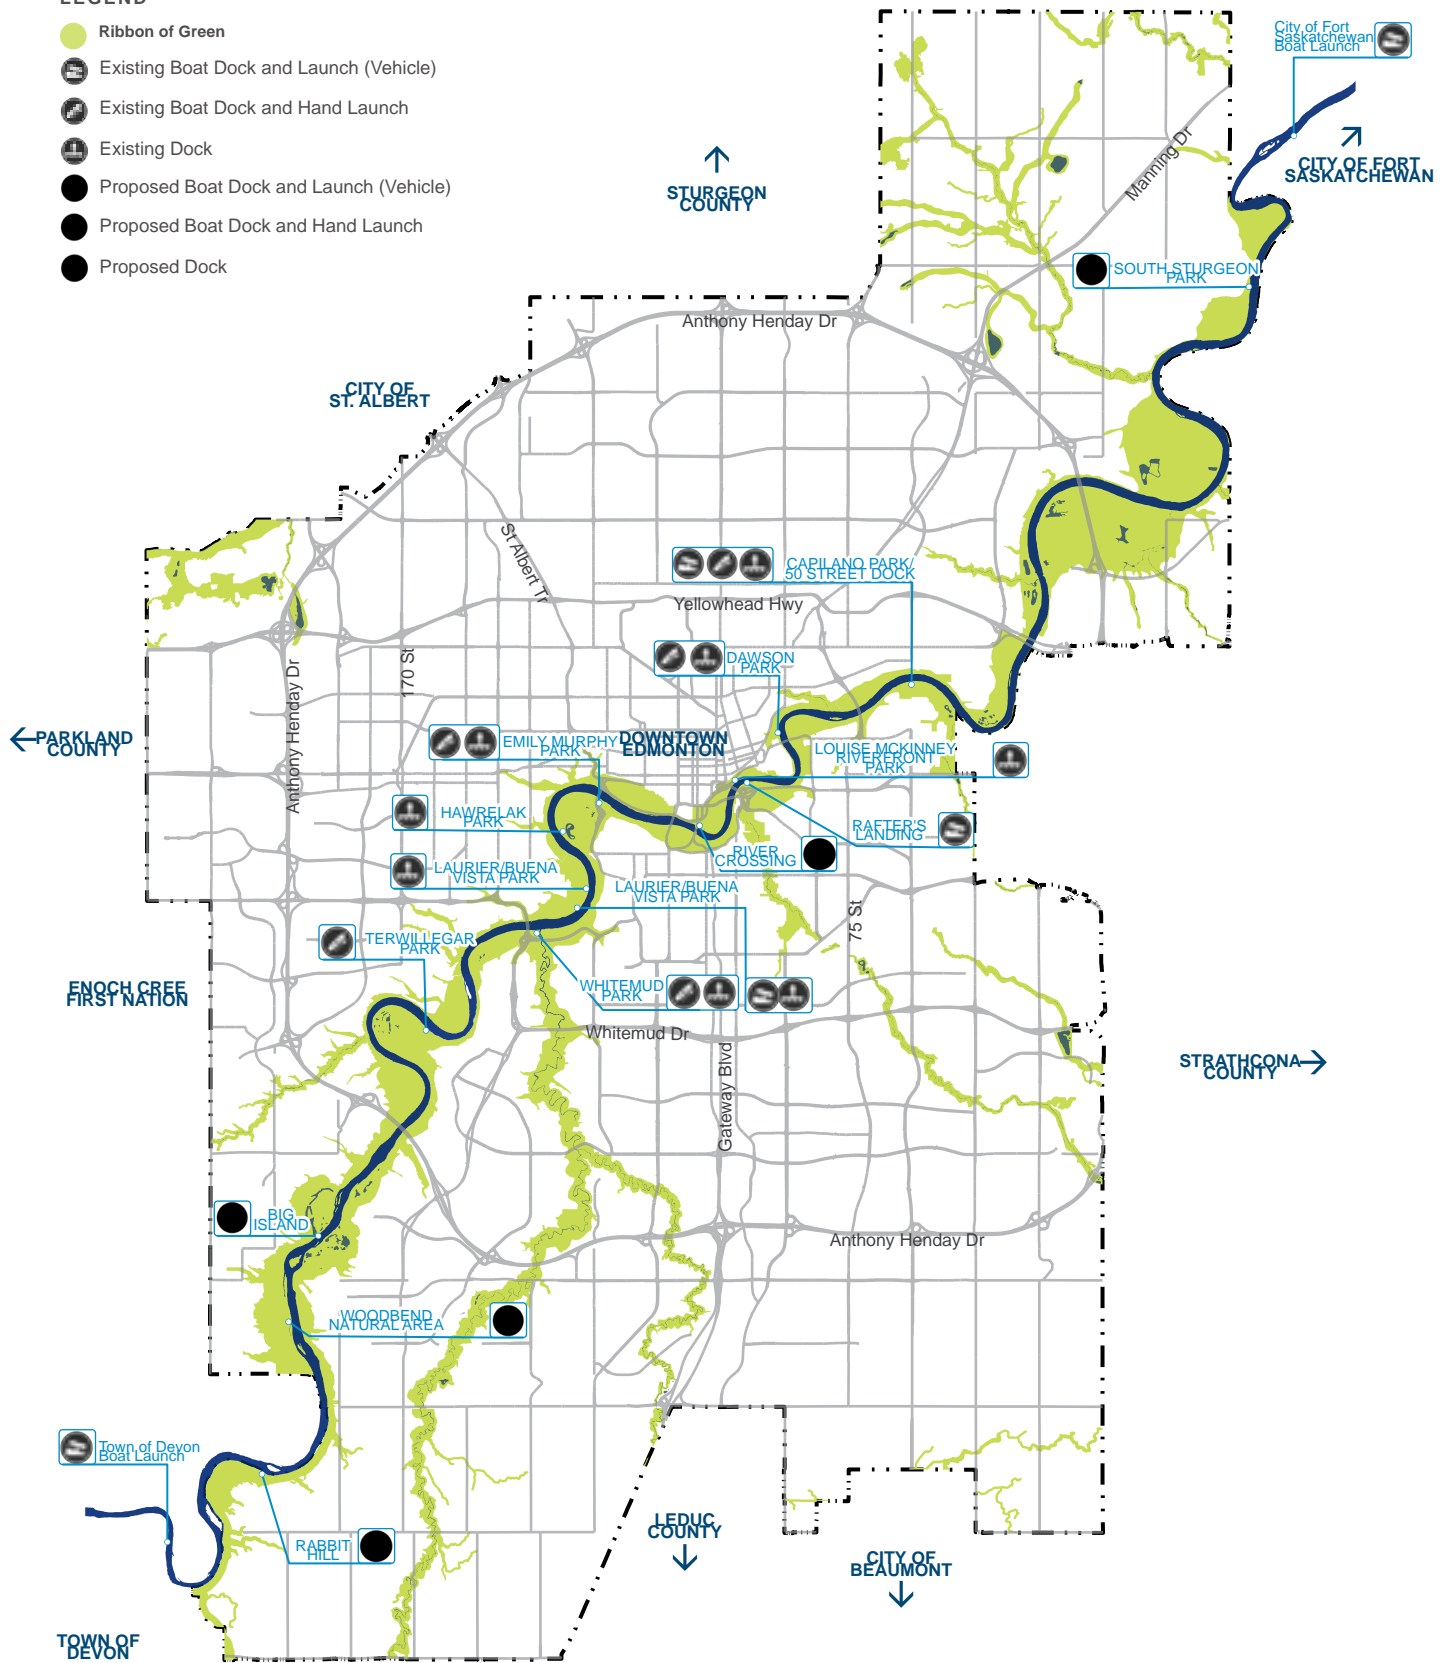 LEGEND
Ribbon of Green
Existing Boat Dock and Launch (Vehicle)
Existing Boat Dock and Hand Launch
Existing Dock
Proposed Boat Dock and Launch (Vehicle)
Proposed Boat Dock and Hand Launch
Proposed Dock
City of Fort
Saskatchewan
Boat Launch
CITY OF FORT
SASKATCHEWAN
Manning Dr
STURGEON
COUNTY
SOUTH STURGEON
PARK
Anthony Henday Dr
CITY OF
ST. ALBERT
St Albert Tr
CAPILANO PARK/
50 STREET DOCK
Yellowhead Hwy
DAWSON
PARK
170 St
Anthony Henday Dr
PARKLAND
COUNTY
EMILY MURPHY
PARK
DOWNTOWN
EDMONTON
LOUISE MCKINNEY
RIVERFRONT
PARK
HAWRELAK
PARK
RAFTER'S
LANDING
RIVER
CROSSING
LAURIER/BUENA
VISTA PARK
LAURIER/BUENA
VISTA PARK
75 St
TERWILLEGAR
PARK
ENOCH CREE
FIRST NATION
WHITEMUD
PARK
Whitemud Dr
Gateway Blvd
STRATHCONA
COUNTY
BIG
ISLAND
Anthony Henday Dr
WOODBEND
NATURAL AREA
Town of Devon
Boat Launch
RABBIT
HILL
LEDUC
COUNTY
CITY OF
BEAUMONT
TOWN OF
DEVON